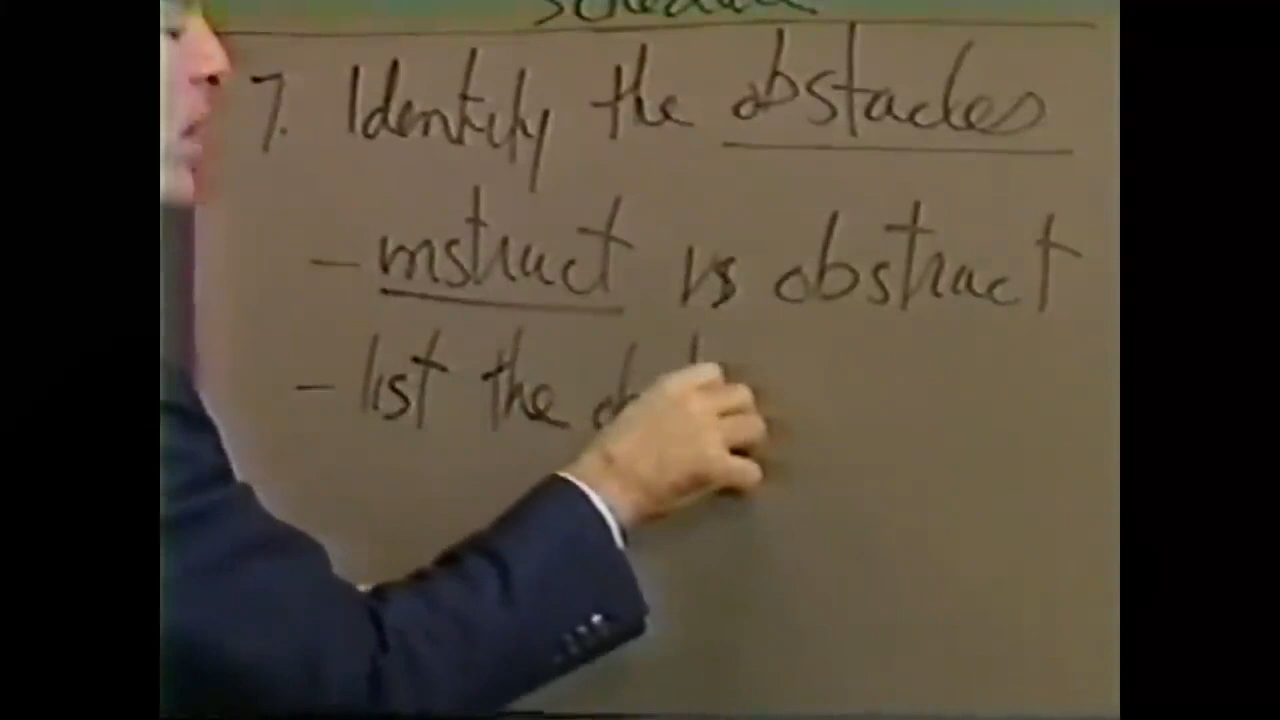 7. Identify the obstacles
- instruct vs obstruct
- list the